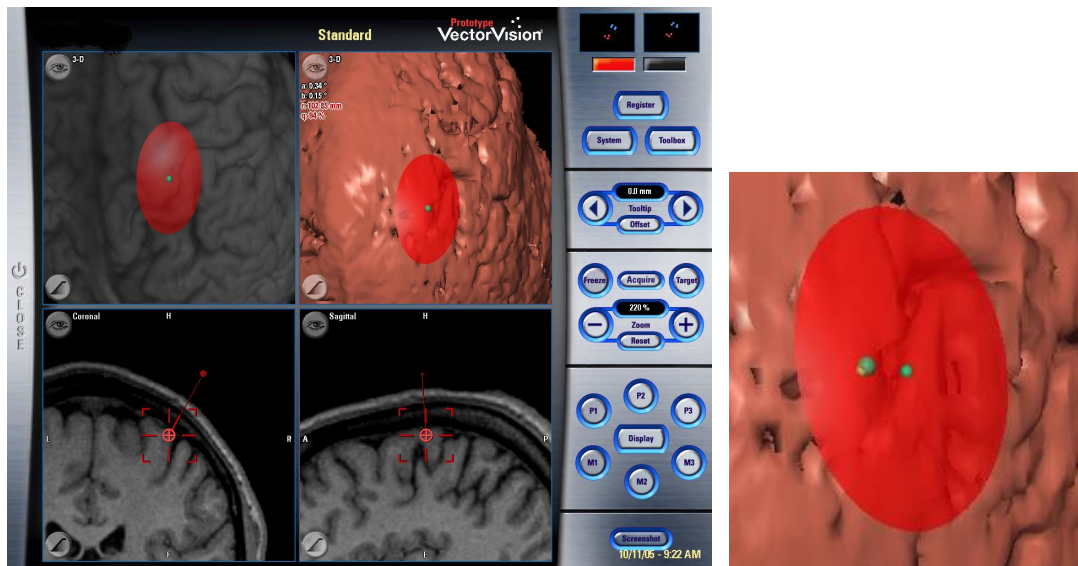 Standard
Prototype
VectorVision
3-D
3-D
a: 0.34 °
b: 0.15 °
q: 94 %
Register
System
Toolbox
0.0 mm
Tooltip
Offset
Freeze
Acquire
Target
220 %
Zoom
Reset
CLOSE
Coronal
H
L
R
F
Sagittal
H
A
P
F
P1
P2
P3
Display
M1
M2
M3
Screenshot
10/11/05 - 9:22 AM